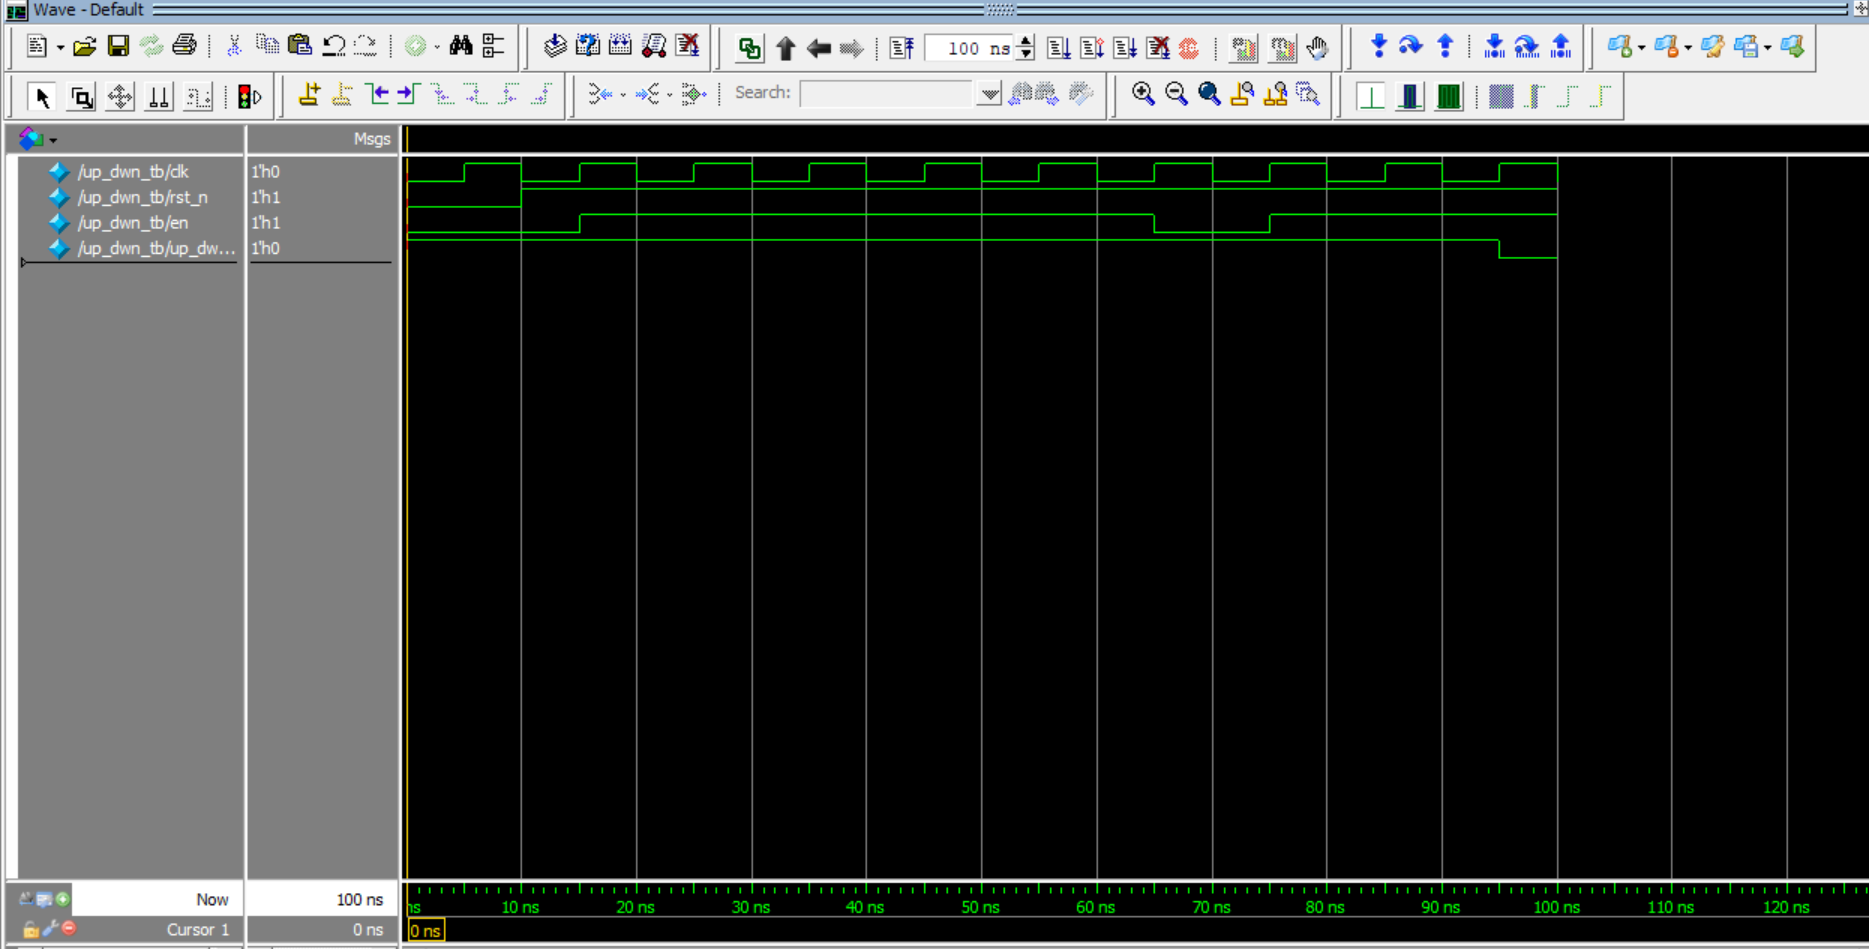 Wave - Default
100 ns
Search:
Msgs
/up_dwn_tb/clk 1'h0
/up_dwn_tb/rst_n 1'h1
/up_dwn_tb/en 1'h1
/up_dwn_tb/up_dw... 1'h0
Now 100 ns
ns 10 ns 20 ns 30 ns 40 ns 50 ns 60 ns 70 ns 80 ns 90 ns 100 ns 110 ns 120 ns
Cursor 1 0 ns
0 ns